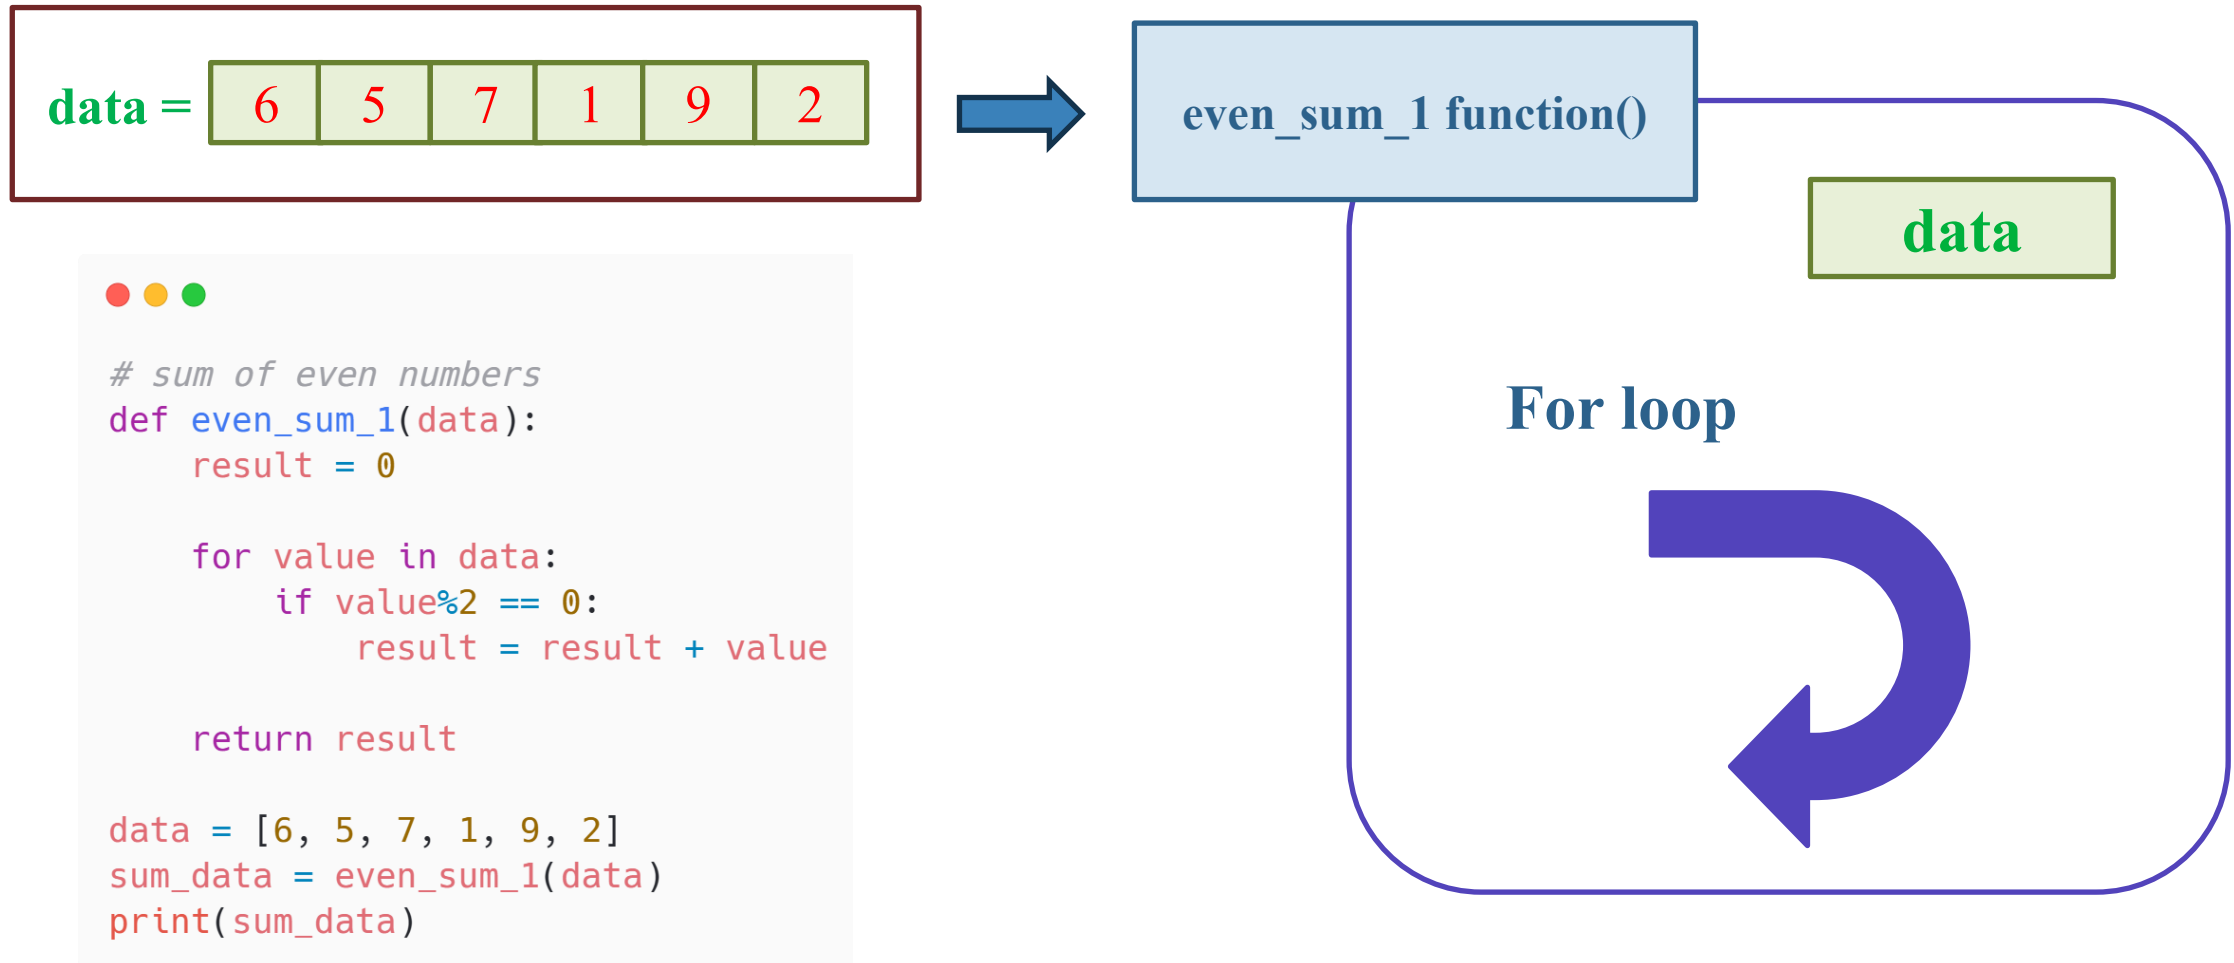 data = 6 5 7 1 9 2
even_sum_1 function()
data
For loop
# sum of even numbers
def even_sum_1(data):
    result = 0
    for value in data:
        if value%2 == 0:
            result = result + value
    return result
data = [6, 5, 7, 1, 9, 2]
sum_data = even_sum_1(data)
print(sum_data)